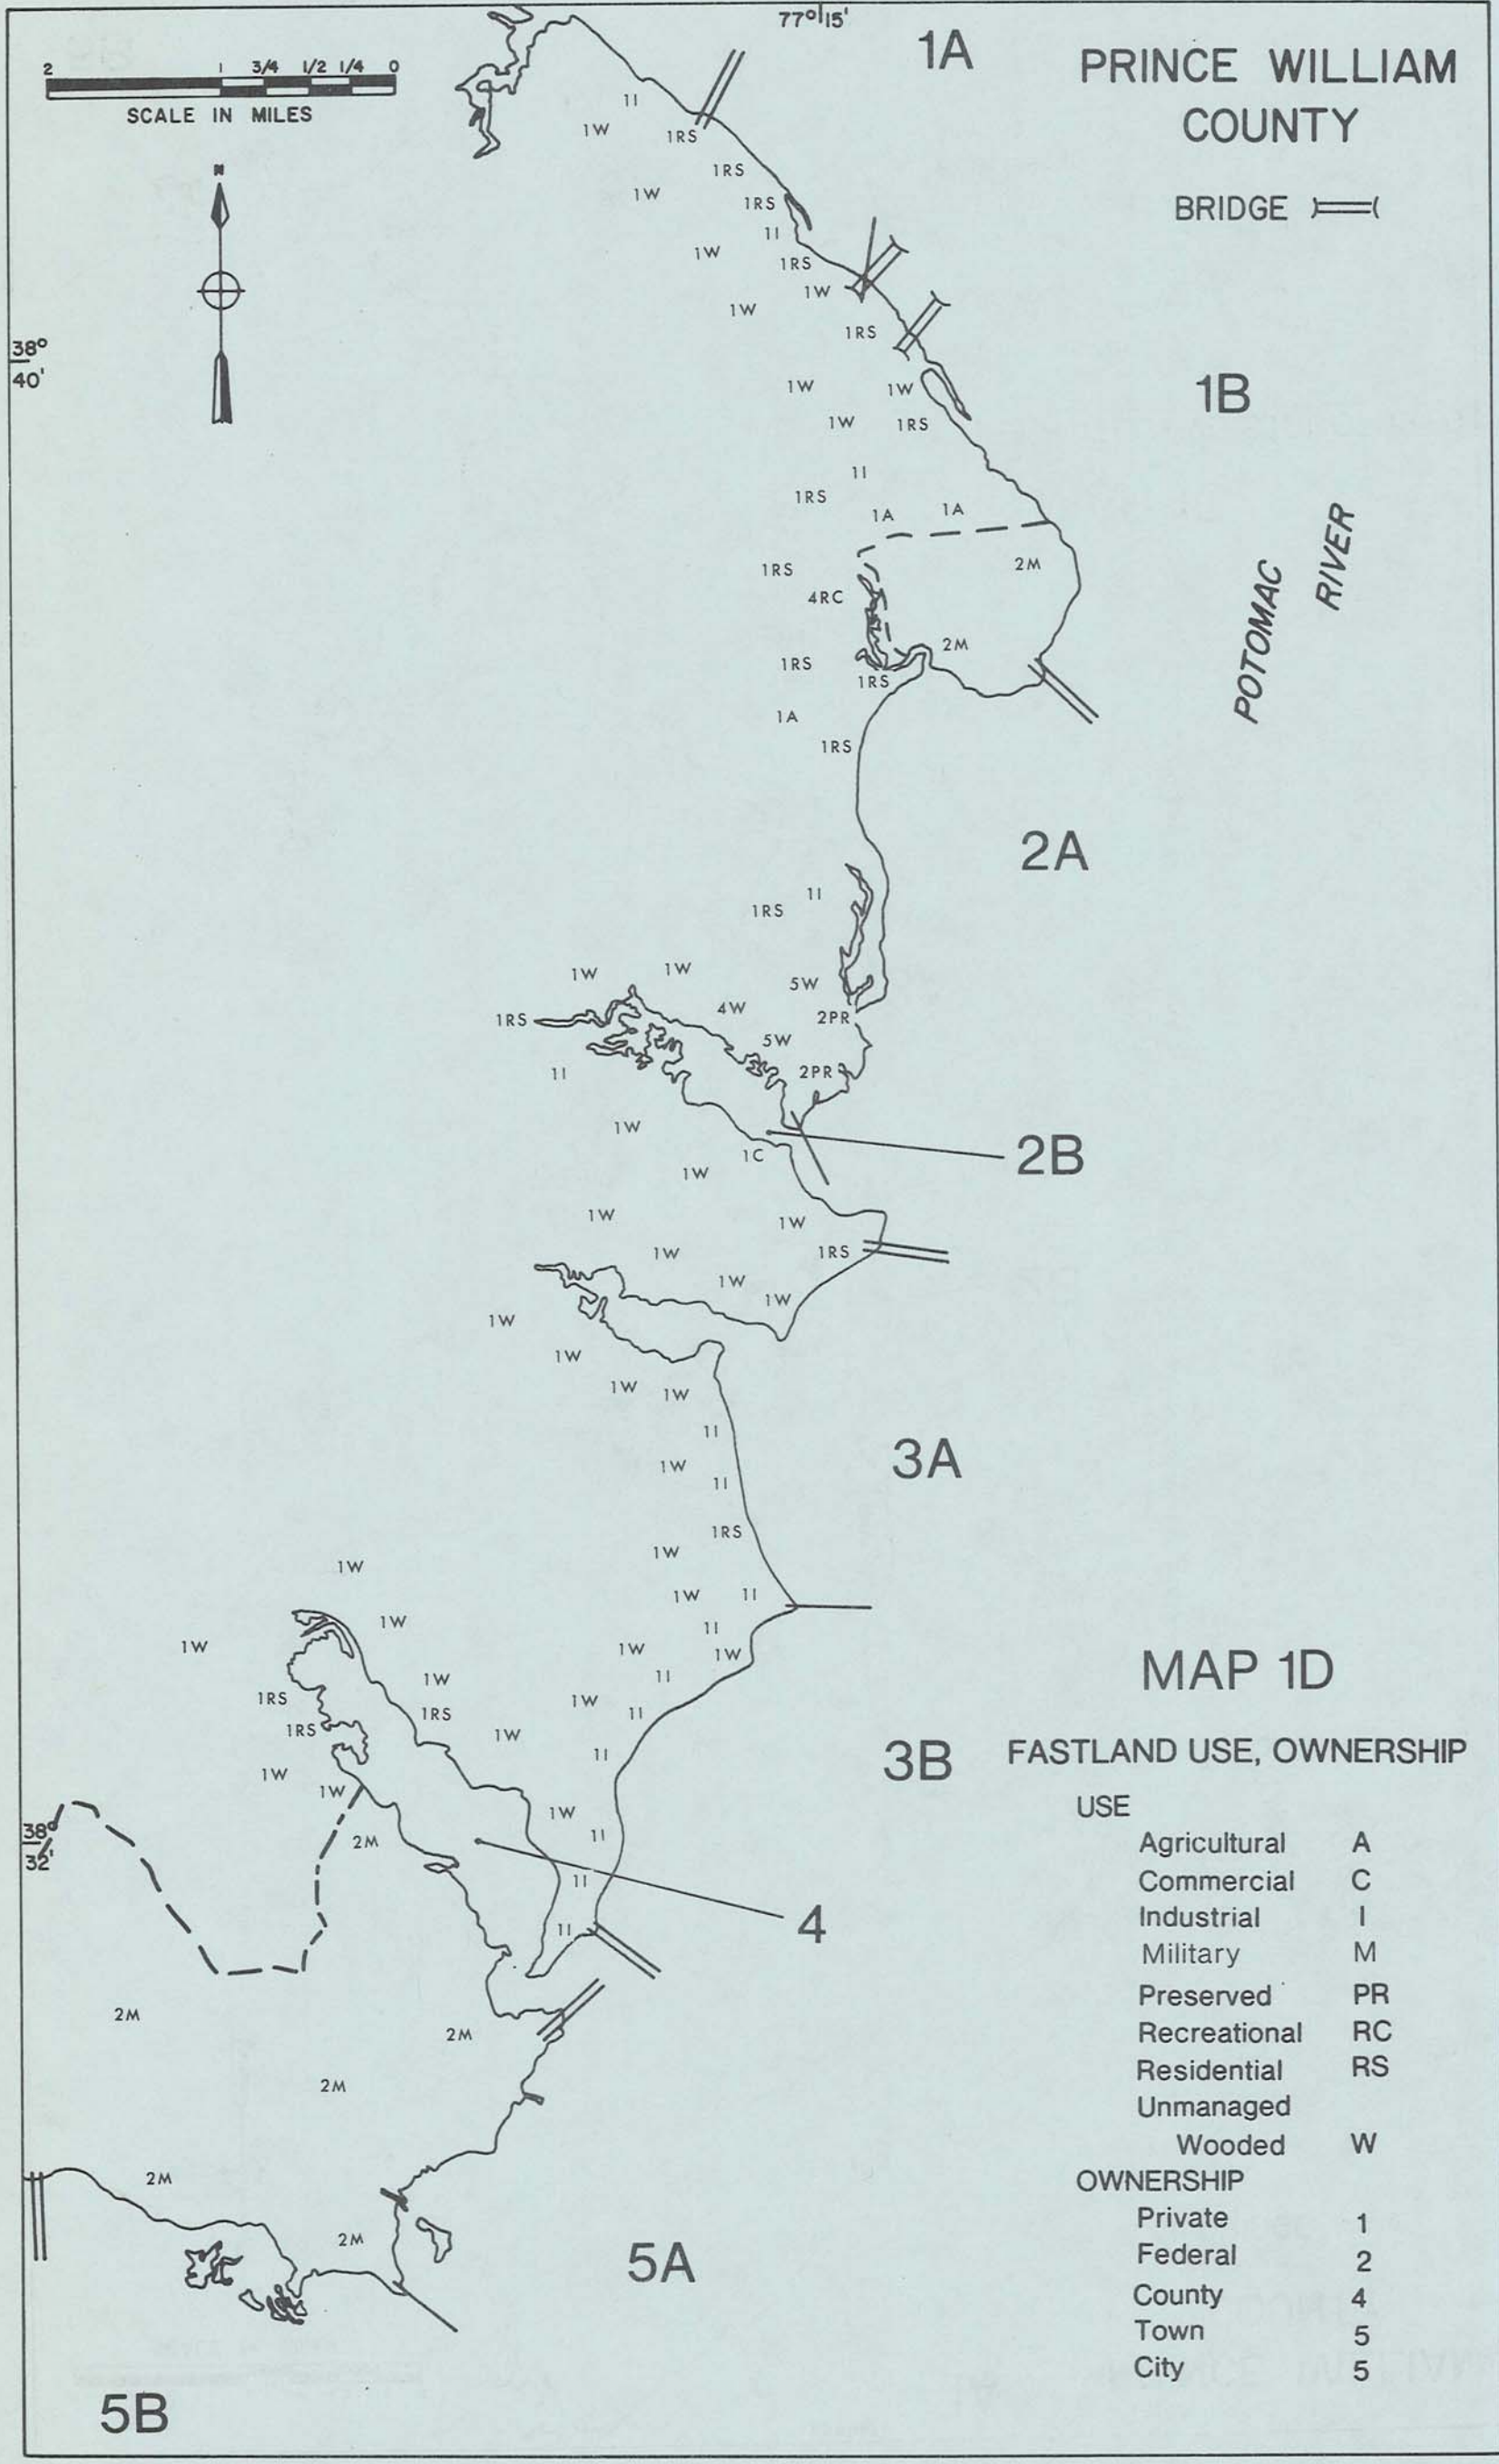 77° 15'
1A
PRINCE WILLIAM
COUNTY
2 1 3/4 1/2 1/4 0
SCALE IN MILES
N
BRIDGE
38°
40'
1I
1W
1RS
1RS
1W
1RS
1I
1W
1RS
1W
1W
1RS
1W
1W
1B
1W
1RS
1I
1RS
1A
1A
2M
1RS
4RC
POTOMAC RIVER
2M
1RS
1RS
1A
1RS
2A
1I
1RS
1W
1W
5W
4W
1RS
2PR
5W
1I
2PR
1W
2B
1C
1W
1W
1W
1W
1RS
1W
1W
1W
1W
1W
1W
1I
3A
1W
1I
1RS
1W
1W
1W
1I
1W
1I
1W
1W
1W
1W
1I
MAP 1D
1RS
1W
1RS
1I
1RS
1W
1I
3B
FASTLAND USE, OWNERSHIP
1W
1W
1W
USE
38°
32'
2M
1I
Agricultural A
1I
Commercial C
4
1I
Industrial I
Military M
Preserved PR
2M
2M
Recreational RC
2M
Residential RS
Unmanaged
Wooded W
2M
OWNERSHIP
Private 1
2M
5A
Federal 2
County 4
Town 5
City 5
5B